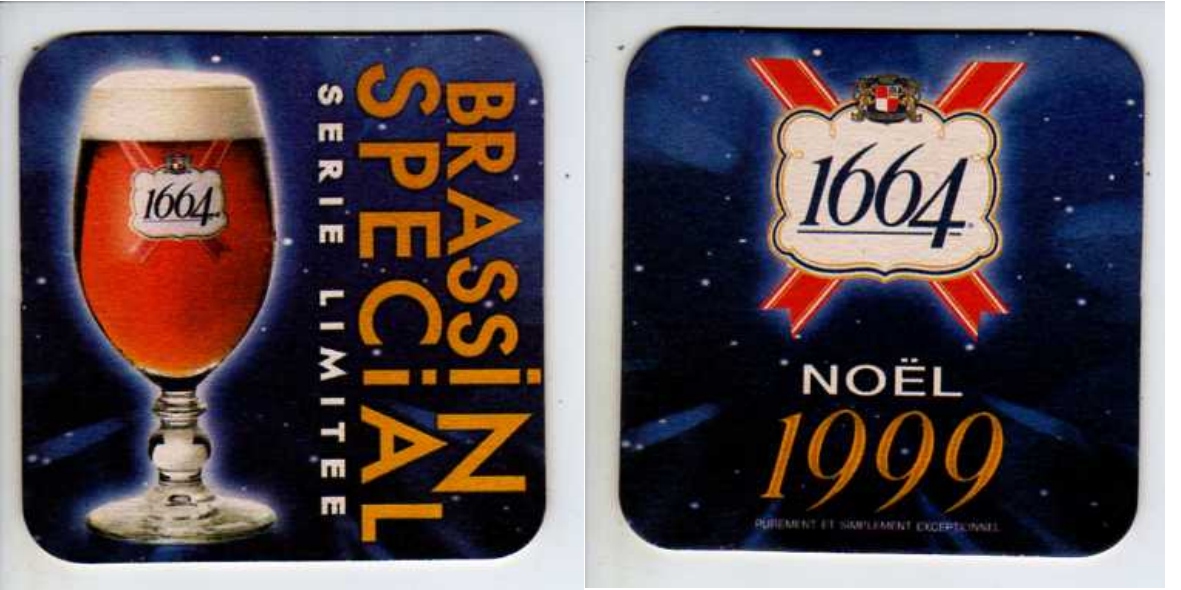 BRASSiN
SPECiAL
SERIE LIMITEE
1664
1664
NOËL
1999
PUREMENT ET SIMPLEMENT EXCEPTIONNEL